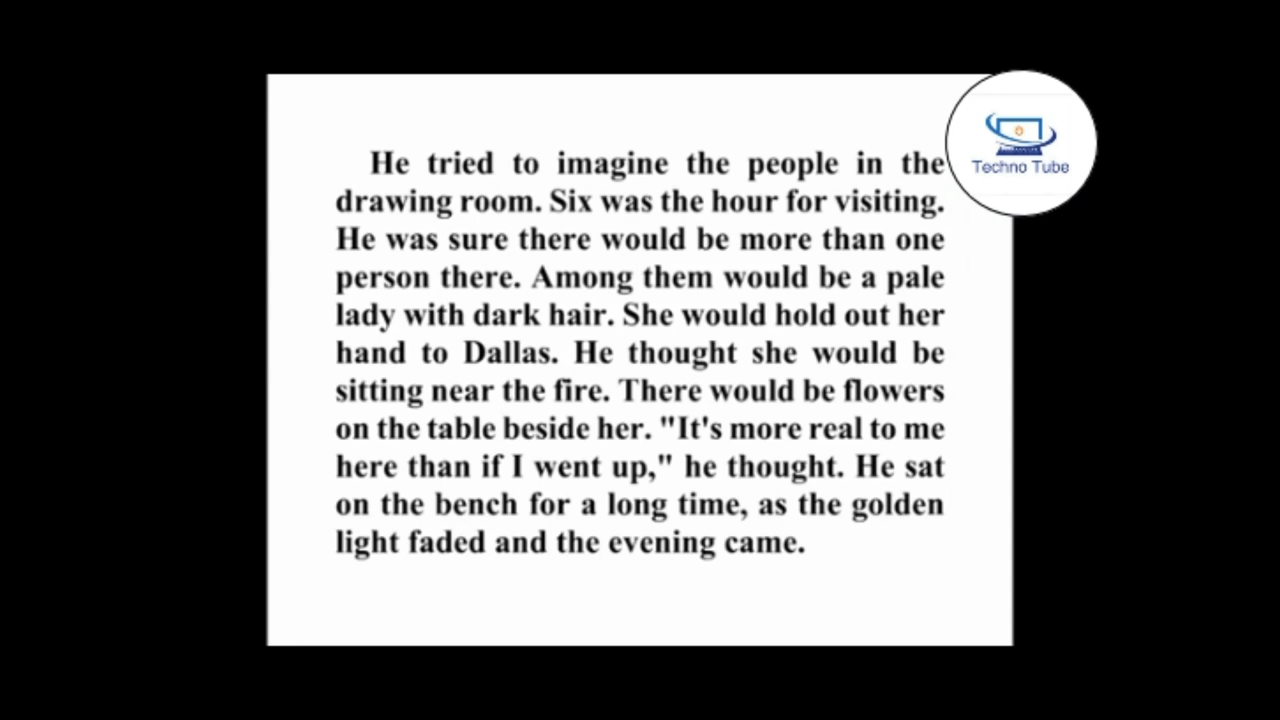 He tried to imagine the people in the
drawing room. Six was the hour for visiting.
He was sure there would be more than one
person there. Among them would be a pale
lady with dark hair. She would hold out her
hand to Dallas. He thought she would be
sitting near the fire. There would be flowers
on the table beside her. "It's more real to me
here than if I went up," he thought. He sat
on the bench for a long time, as the golden
light faded and the evening came.
Techno Tube